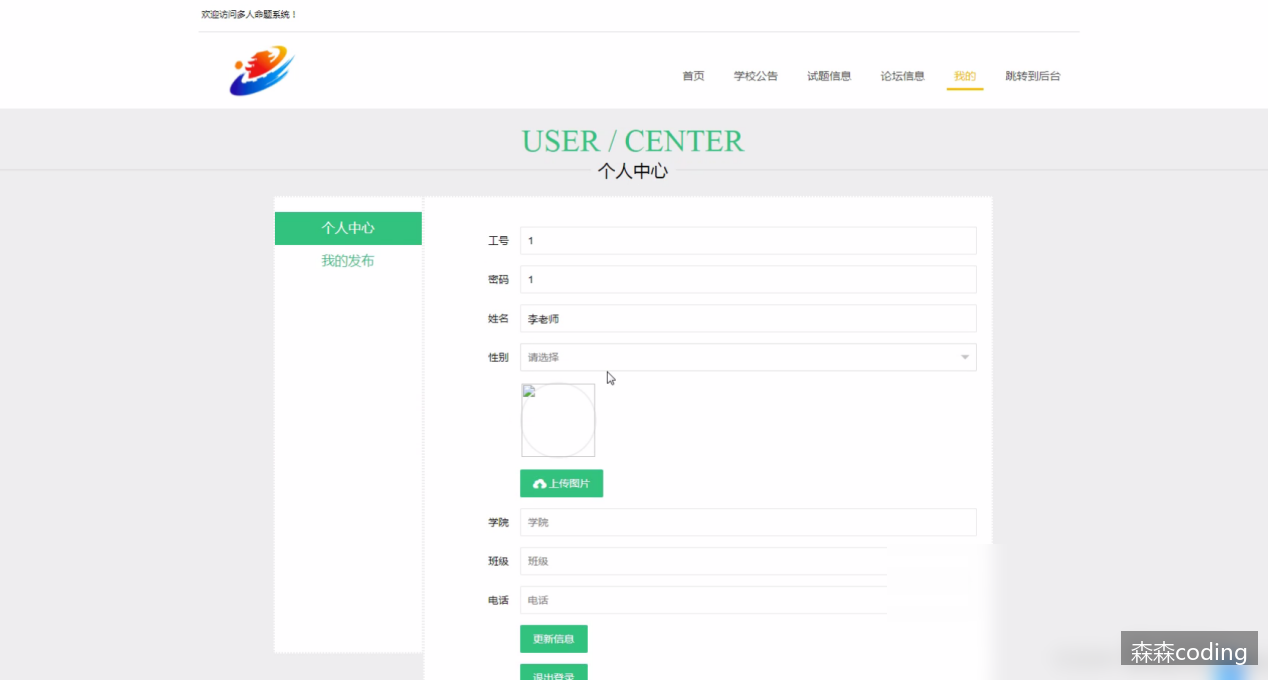 欢迎访问多人命题系统！
首页 学校公告 试题信息 论坛信息 我的 跳转到后台
USER / CENTER
个人中心
个人中心
我的发布
工号 1
密码 1
姓名 李老师
性别 请选择
上传图片
学院 学院
班级 班级
电话 电话
更新信息
退出登录
森森coding